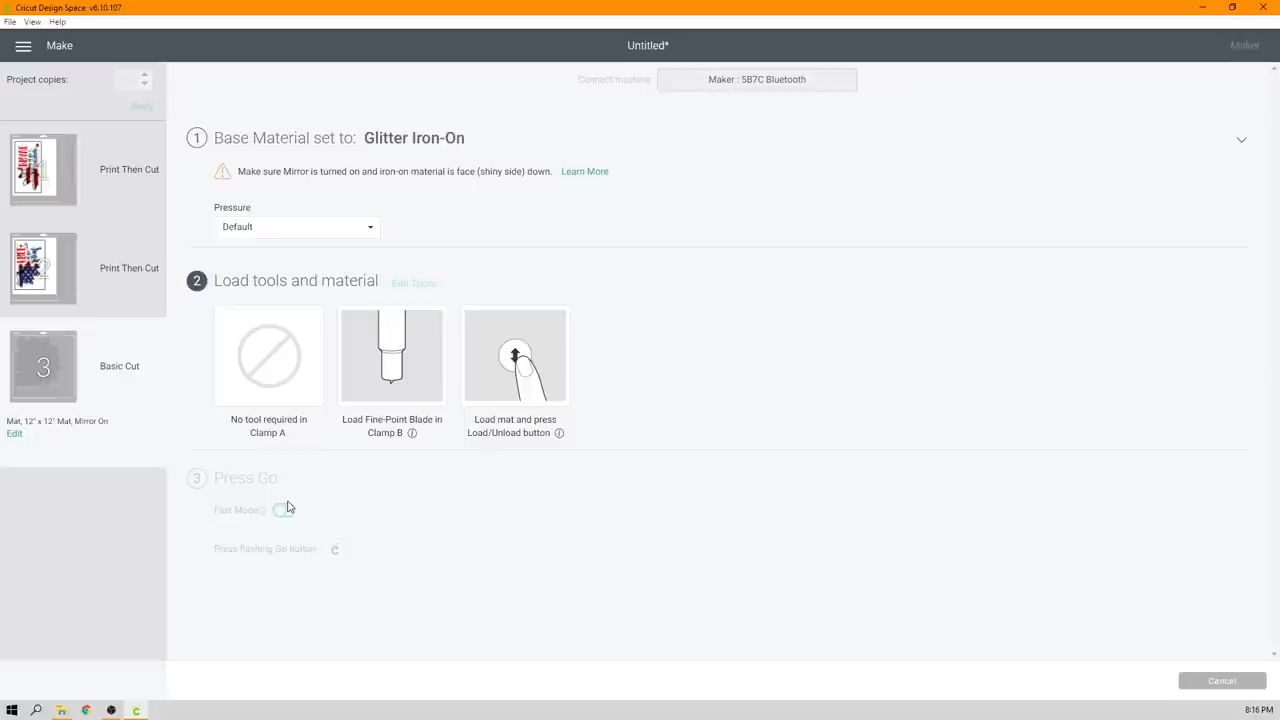 Cricut Design Space v6.10.107
File View Help
Make
Untitled*
Maker
Project copies:
Apply
Connect machine
Maker : 5B7C Bluetooth
Print Then Cut
Print Then Cut
3
Basic Cut
Mat, 12" x 12" Mat, Mirror On
Edit
1 Base Material set to: Glitter Iron-On
Make sure Mirror is turned on and iron-on material is face (shiny side) down. Learn More
Pressure
Default
2 Load tools and material Edit Tools
No tool required in
Clamp A
Load Fine-Point Blade in
Clamp B
Load mat and press
Load/Unload button
3 Press Go
Fast Mode
Press flashing Go button
Cancel
8:16 PM